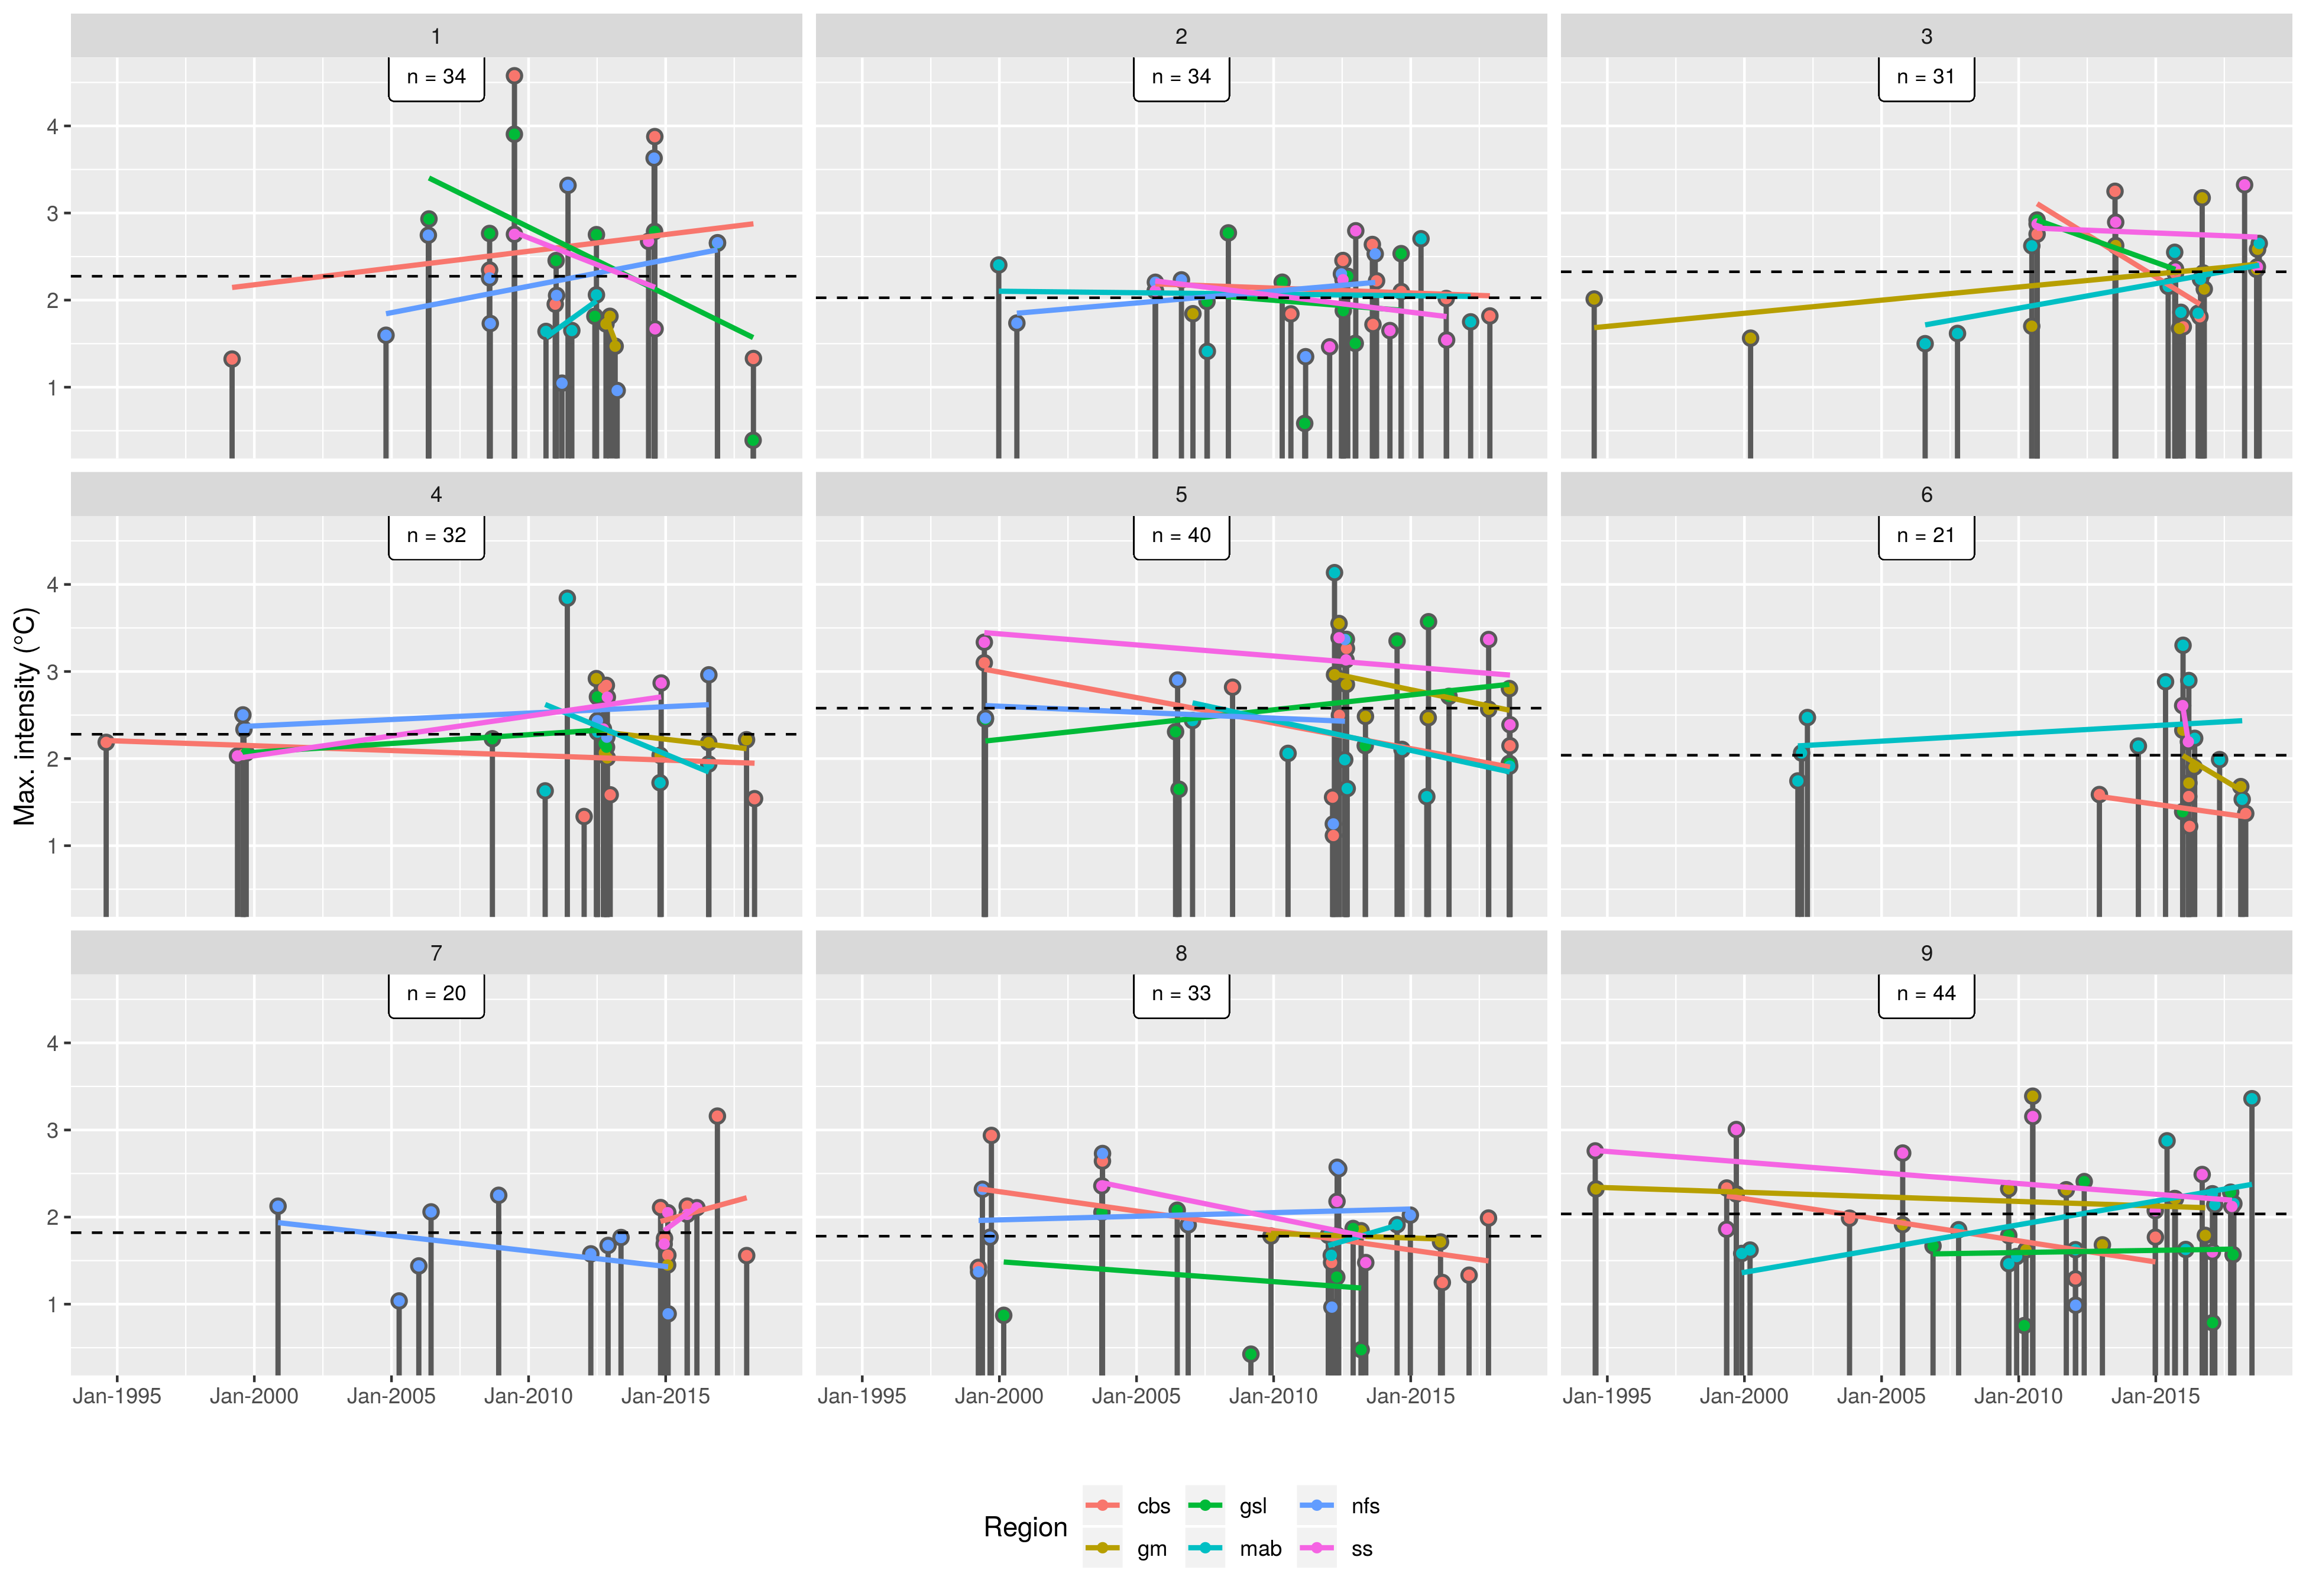 1 2 3
n = 34 n = 34 n = 31
4
3
2
1
4 5 6
n = 32 n = 40 n = 21
4
3
2
1
Max. intensity (°C)
7 8 9
n = 20 n = 33 n = 44
4
3
2
1
Jan-1995 Jan-2000 Jan-2005 Jan-2010 Jan-2015 Jan-1995 Jan-2000 Jan-2005 Jan-2010 Jan-2015 Jan-1995 Jan-2000 Jan-2005 Jan-2010 Jan-2015
Region
cbs gsl nfs
gm mab ss